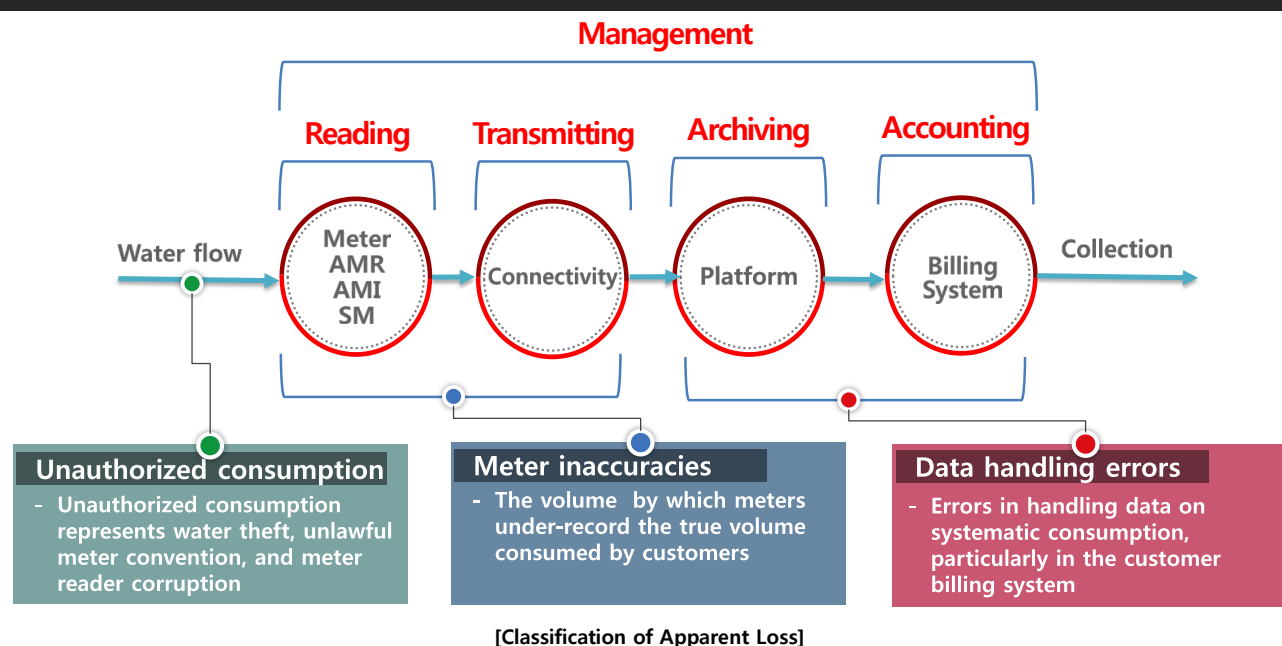 Management
Reading
Transmitting
Archiving
Accounting
Water flow
Meter
AMR
AMI
SM
Connectivity
Platform
Billing
System
Collection
Unauthorized consumption
- Unauthorized consumption
represents water theft, unlawful
meter convention, and meter
reader corruption
Meter inaccuracies
- The volume by which meters
under-record the true volume
consumed by customers
Data handling errors
- Errors in handling data on
systematic consumption,
particularly in the customer
billing system
[Classification of Apparent Loss]